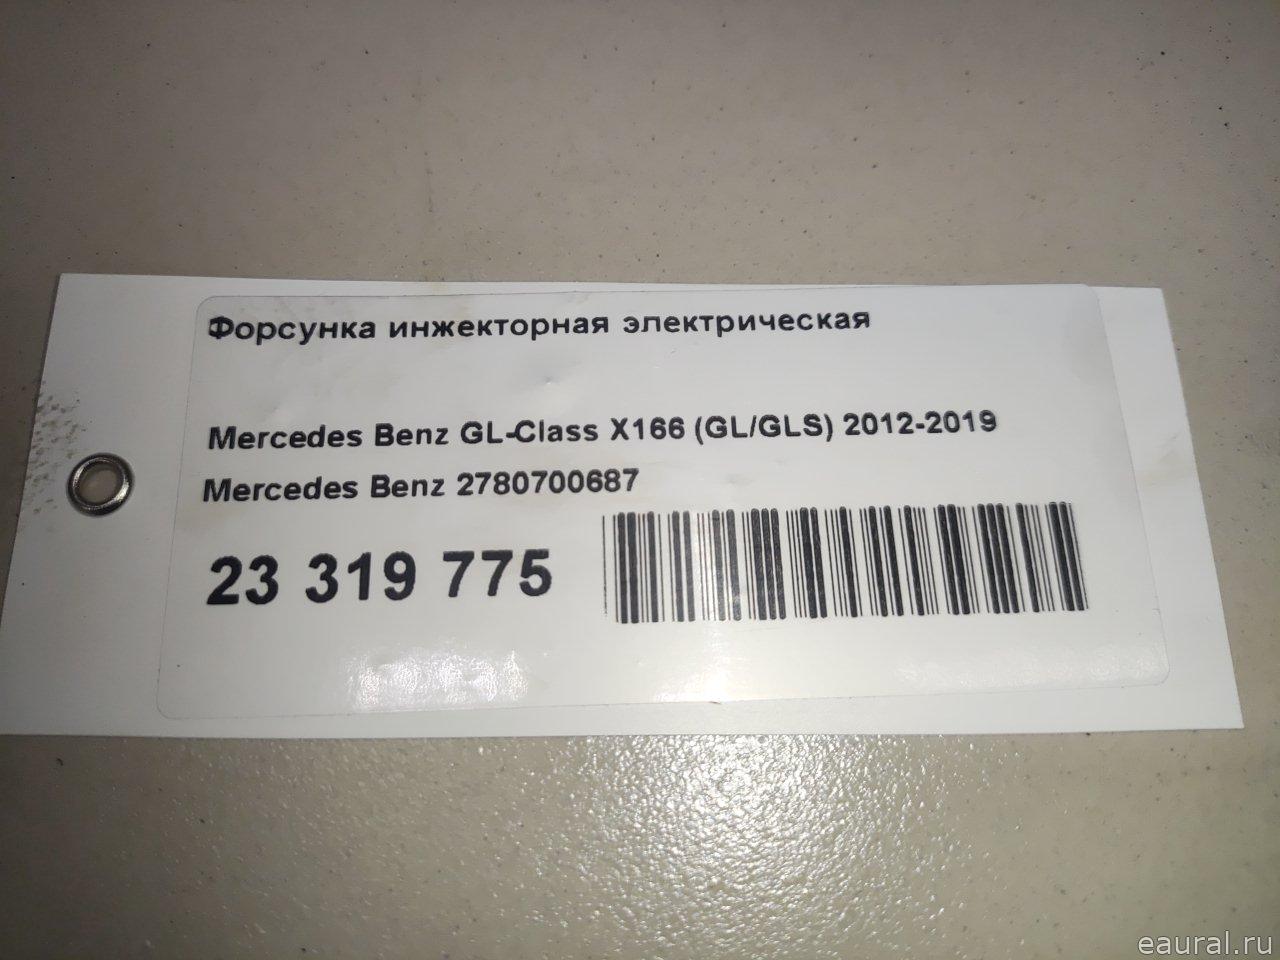 Форсунка инжекторная электрическая
Mercedes Benz GL-Class X166 (GL/GLS) 2012-2019
Mercedes Benz 2780700687
23 319 775
eaural.ru